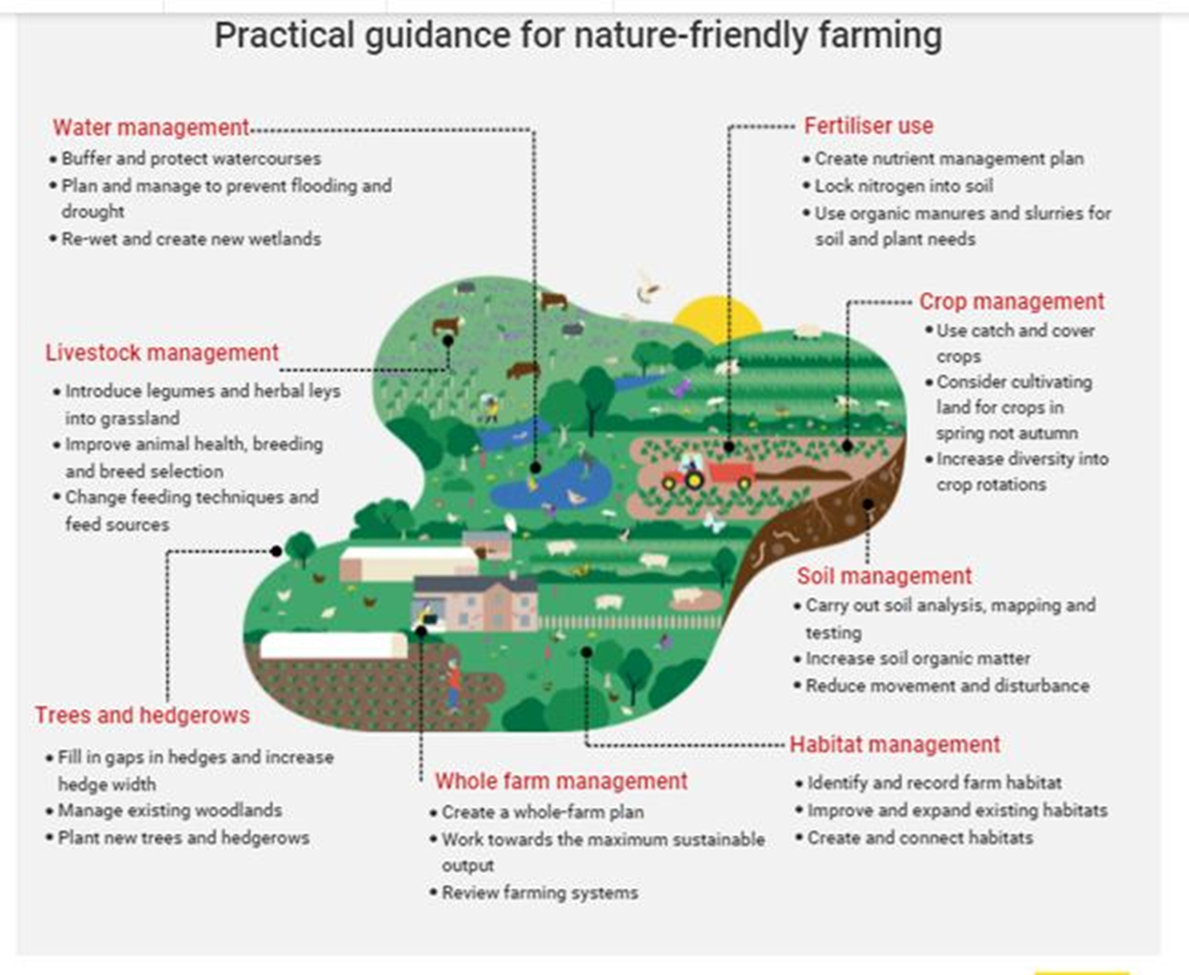 Practical guidance for nature-friendly farming
Water management
• Buffer and protect watercourses
• Plan and manage to prevent flooding and
drought
• Re-wet and create new wetlands
Fertiliser use
• Create nutrient management plan
• Lock nitrogen into soil
• Use organic manures and slurries for
soil and plant needs
Crop management
• Use catch and cover
crops
• Consider cultivating
land for crops in
spring not autumn
• Increase diversity into
crop rotations
Livestock management
• Introduce legumes and herbal leys
into grassland
• Improve animal health, breeding
and breed selection
• Change feeding techniques and
feed sources
Soil management
• Carry out soil analysis, mapping and
testing
• Increase soil organic matter
• Reduce movement and disturbance
Trees and hedgerows
• Fill in gaps in hedges and increase
hedge width
• Manage existing woodlands
• Plant new trees and hedgerows
Whole farm management
• Create a whole-farm plan
• Work towards the maximum sustainable
output
• Review farming systems
Habitat management
• Identify and record farm habitat
• Improve and expand existing habitats
• Create and connect habitats